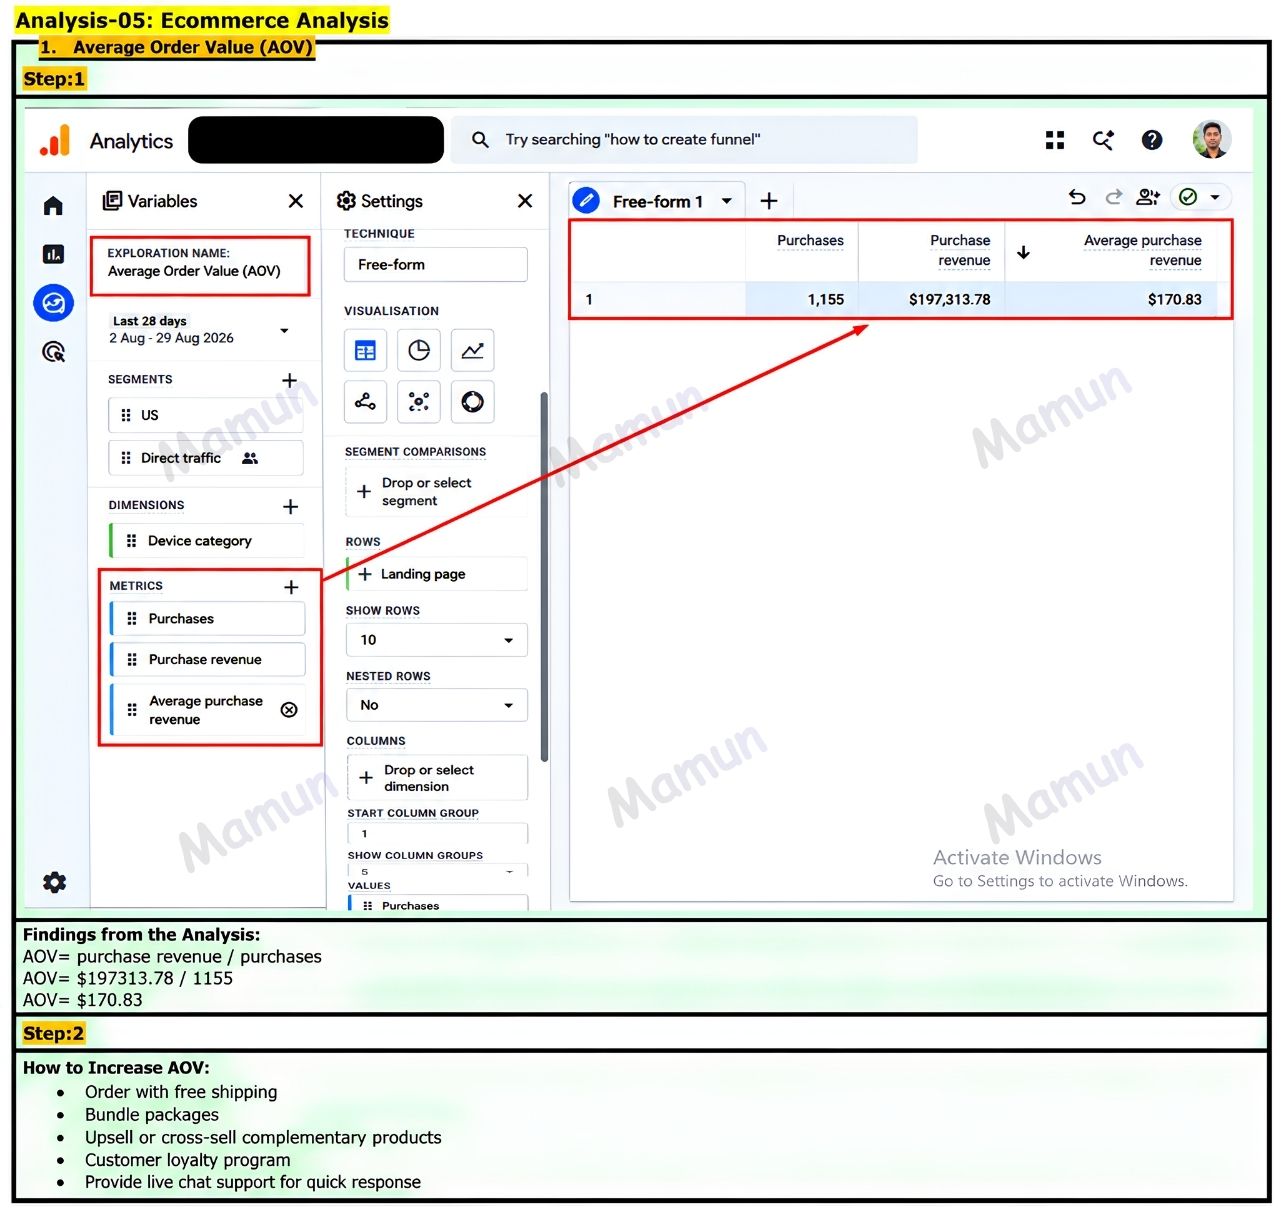 Analysis-05: Ecommerce Analysis
1. Average Order Value (AOV)
Step:1
Analytics
Try searching "how to create funnel"
Variables
EXPLORATION NAME:
Average Order Value (AOV)
Last 28 days
2 Aug - 29 Aug 2026
SEGMENTS
US
Direct traffic
DIMENSIONS
Device category
METRICS
Purchases
Purchase revenue
Average purchase
revenue
Settings
TECHNIQUE
Free-form
VISUALISATION
SEGMENT COMPARISONS
Drop or select
segment
ROWS
Landing page
SHOW ROWS
10
NESTED ROWS
No
COLUMNS
Drop or select
dimension
START COLUMN GROUP
1
SHOW COLUMN GROUPS
5
VALUES
Purchases
Free-form 1
Purchases
Purchase
revenue
Average purchase
revenue
1 1,155 $197,313.78 $170.83
Mamun
Mamun
Mamun
Mamun
Mamun
Mamun
Activate Windows
Go to Settings to activate Windows.
Findings from the Analysis:
AOV= purchase revenue / purchases
AOV= $197313.78 / 1155
AOV= $170.83
Step:2
How to Increase AOV:
• Order with free shipping
• Bundle packages
• Upsell or cross-sell complementary products
• Customer loyalty program
• Provide live chat support for quick response